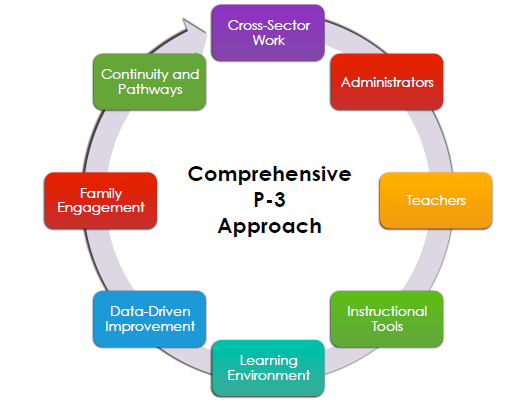 Cross-Sector
Work
Administrators
Teachers
Instructional
Tools
Learning
Environment
Data-Driven
Improvement
Family
Engagement
Continuity and
Pathways
Comprehensive
P-3
Approach